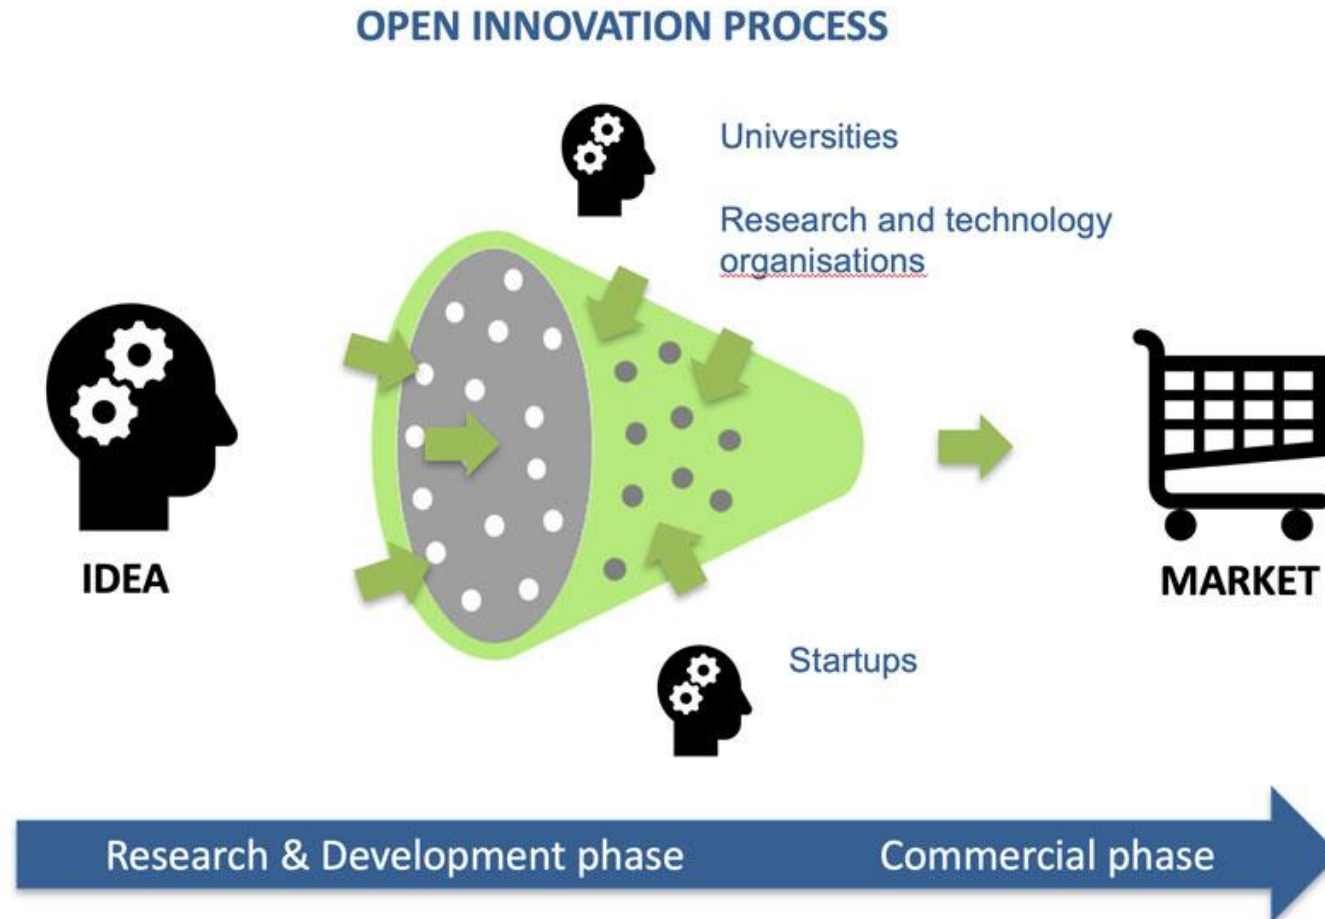 OPEN INNOVATION PROCESS
Universities
Research and technology
organisations
IDEA
MARKET
Startups
Research & Development phase
Commercial phase